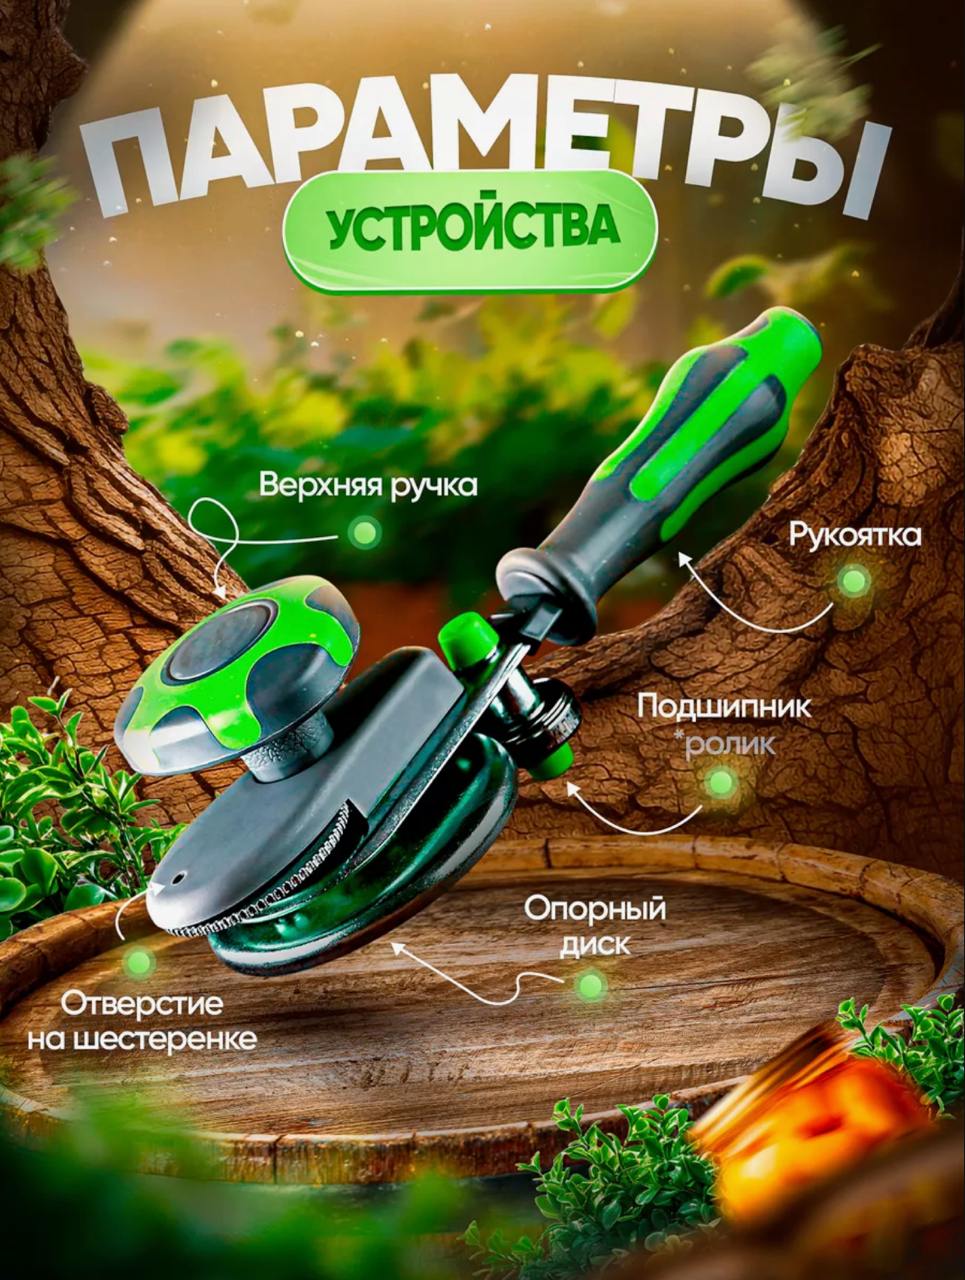 ПАРАМЕТРЫ
УСТРОЙСТВА
Верхняя ручка
Рукоятка
Подшипник
*ролик
Опорный
диск
Отверстие
на шестеренке